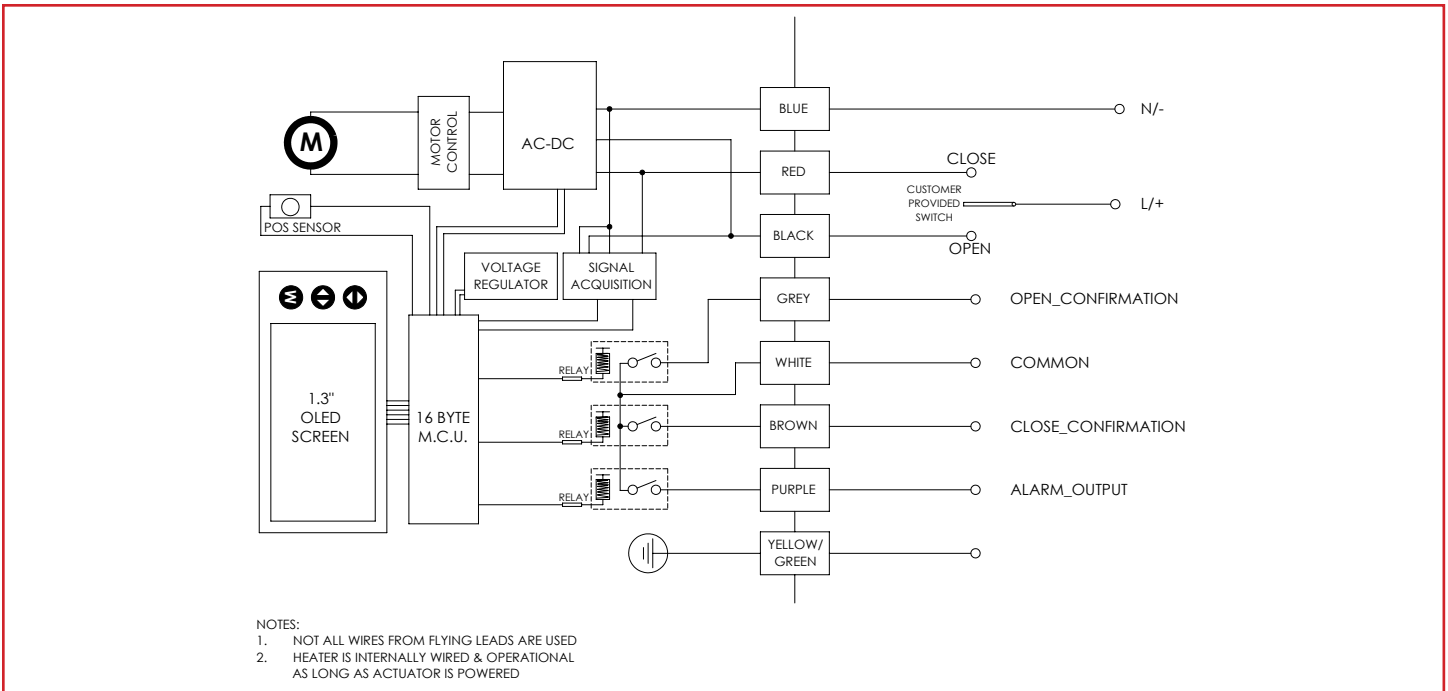 M
MOTOR
CONTROL
AC-DC
BLUE
N/-
RED
CLOSE
CUSTOMER
PROVIDED
SWITCH
L/+
BLACK
OPEN
POS SENSOR
VOLTAGE
REGULATOR
SIGNAL
ACQUISITION
GREY
OPEN_CONFIRMATION
M
1.3"
OLED
SCREEN
16 BYTE
M.C.U.
RELAY
WHITE
COMMON
RELAY
BROWN
CLOSE_CONFIRMATION
RELAY
PURPLE
ALARM_OUTPUT
YELLOW/
GREEN
NOTES:
1. NOT ALL WIRES FROM FLYING LEADS ARE USED
2. HEATER IS INTERNALLY WIRED & OPERATIONAL
AS LONG AS ACTUATOR IS POWERED